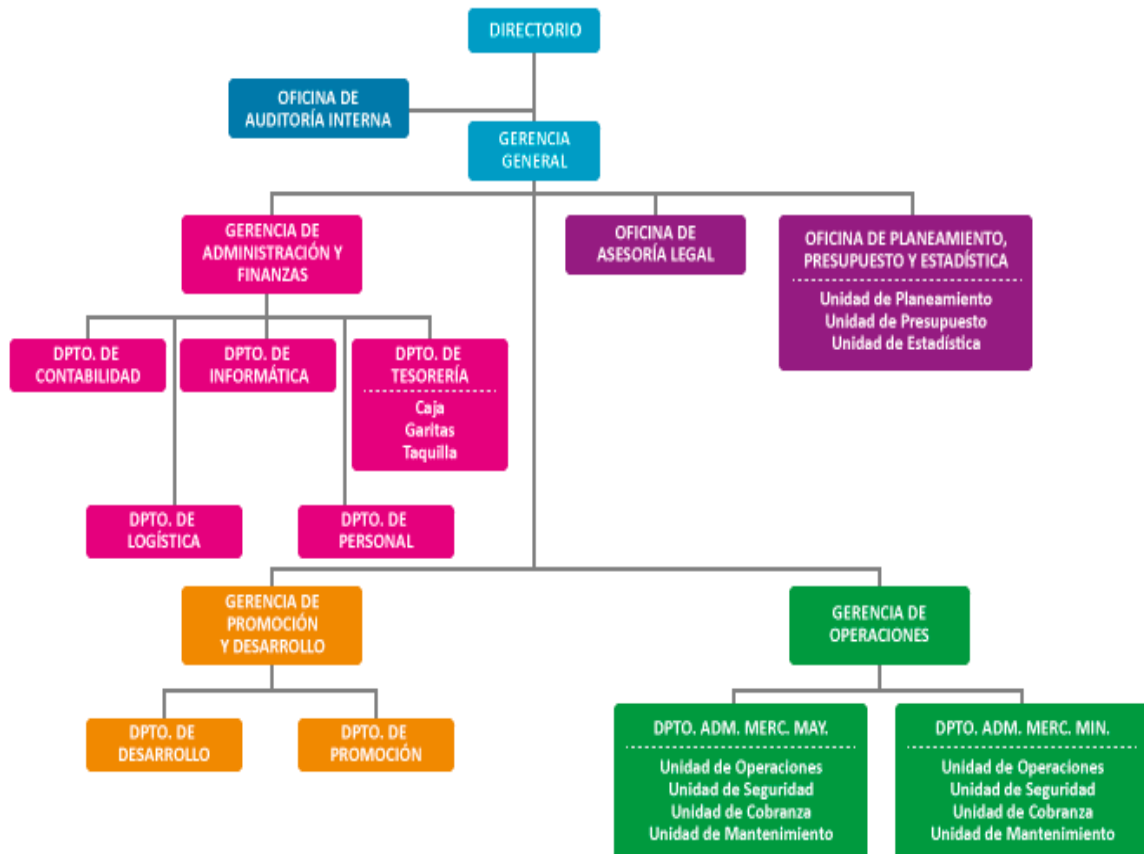 DIRECTORIO
OFICINA DE
AUDITORÍA INTERNA
GERENCIA
GENERAL
GERENCIA DE
ADMINISTRACIÓN Y
FINANZAS
OFICINA DE
ASESORÍA LEGAL
OFICINA DE PLANEAMIENTO,
PRESUPUESTO Y ESTADÍSTICA
Unidad de Planeamiento
Unidad de Presupuesto
Unidad de Estadística
DPTO. DE
CONTABILIDAD
DPTO. DE
INFORMÁTICA
DPTO. DE
TESORERÍA
Caja
Garitas
Taquilla
DPTO. DE
LOGÍSTICA
DPTO. DE
PERSONAL
GERENCIA DE
PROMOCIÓN
Y DESARROLLO
GERENCIA DE
OPERACIONES
DPTO. DE
DESARROLLO
DPTO. DE
PROMOCIÓN
DPTO. ADM. MERC. MAY.
Unidad de Operaciones
Unidad de Seguridad
Unidad de Cobranza
Unidad de Mantenimiento
DPTO. ADM. MERC. MIN.
Unidad de Operaciones
Unidad de Seguridad
Unidad de Cobranza
Unidad de Mantenimiento